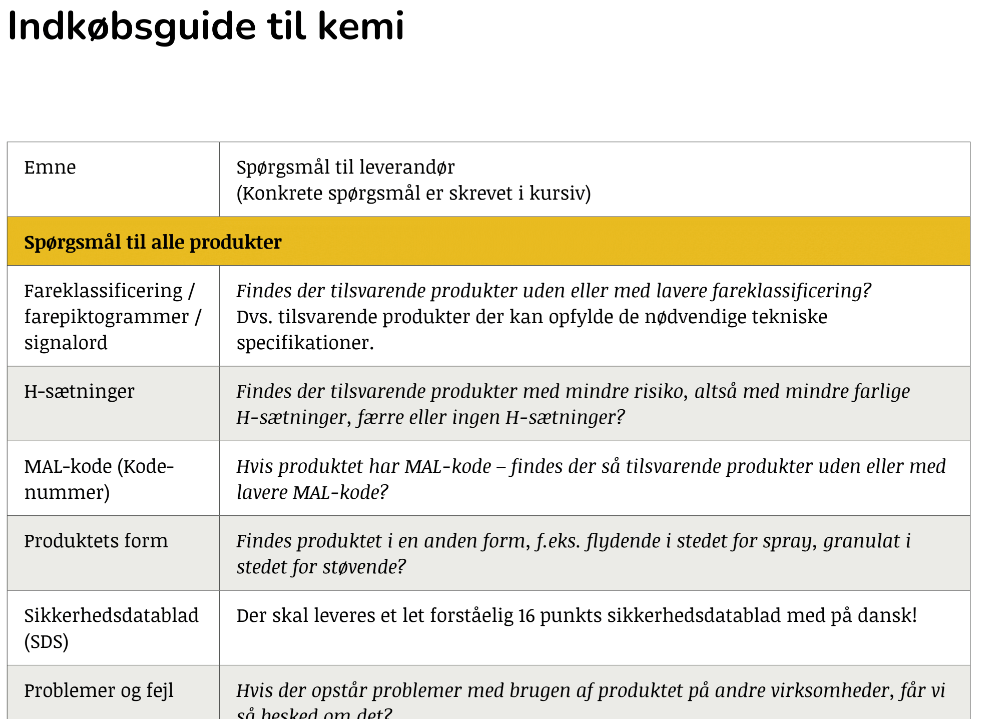 Indkøbsguide til kemi
Emne
Spørgsmål til leverandør
(Konkrete spørgsmål er skrevet i kursiv)
Spørgsmål til alle produkter
Fareklassificering /
farepiktogrammer /
signalord
Findes der tilsvarende produkter uden eller med lavere fareklassificering?
Dvs. tilsvarende produkter der kan opfylde de nødvendige tekniske
specifikationer.
H-sætninger
Findes der tilsvarende produkter med mindre risiko, altså med mindre farlige
H-sætninger, færre eller ingen H-sætninger?
MAL-kode (Kode-
nummer)
Hvis produktet har MAL-kode – findes der så tilsvarende produkter uden eller med
lavere MAL-kode?
Produktets form
Findes produktet i en anden form, f.eks. flydende i stedet for spray, granulat i
stedet for støvende?
Sikkerhedsdatablad
(SDS)
Der skal leveres et let forståelig 16 punkts sikkerhedsdatablad med på dansk!
Problemer og fejl
Hvis der opstår problemer med brugen af produktet på andre virksomheder, får vi
så besked om det?